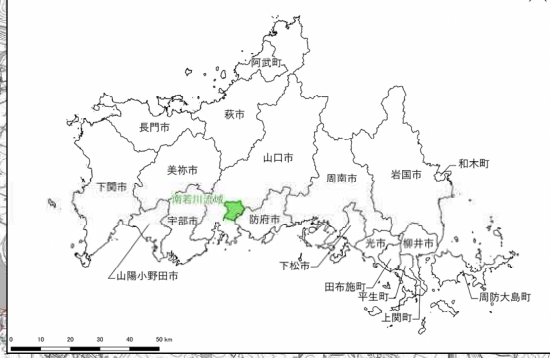 阿武町
萩市
長門市
山口市
美祢市
和木町
岩国市
周南市
下関市
南若川流域
防府市
宇部市
光市
柳井市
下松市
山陽小野田市
田布施町
平生町
周防大島町
上関町
0 10 20 30 40 50 km